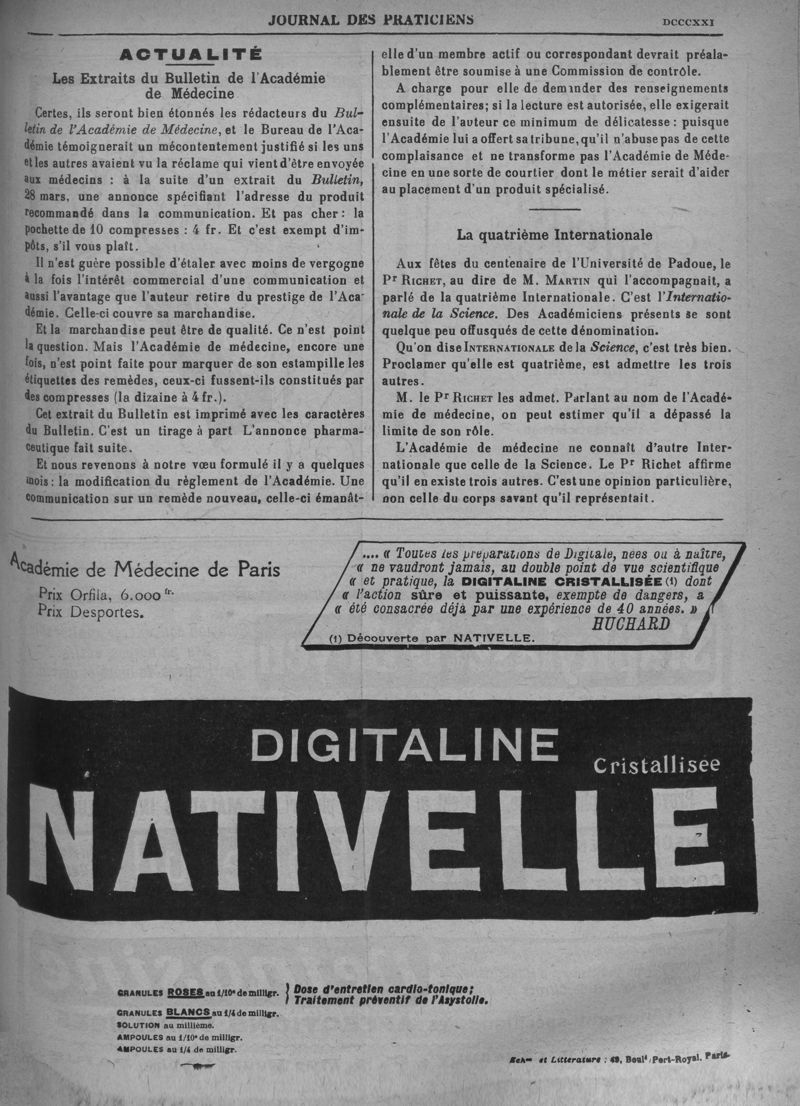 JOURNAL DES PRATICIENS
DCCCXXI
ACTUALITÉ
Les Extraits du Bulletin de l'Académie
de Médecine
Certes, ils seront bien étonnés les rédacteurs du Bul-
letin de l'Académie de Médecine, et le Bureau de l'Aca-
démie témoignerait un mécontentement justifié si les uns
et les autres avaient vu la réclame qui vient d'être envoyée
aux médecins : à la suite d'un extrait du Bulletin,
28 mars, une annonce spécifiant l'adresse du produit
recommandé dans la communication. Et pas cher : la
pochette de 10 compresses : 4 fr. Et c'est exempt d'im-
pôts, s'il vous plaît.
Il n'est guère possible d'étaler avec moins de vergogne
à la fois l'intérêt commercial d'une communication et
aussi l'avantage que l'auteur retire du prestige de l'Aca-
démie. Celle-ci couvre sa marchandise.
Et la marchandise peut être de qualité. Ce n'est point
la question. Mais l'Académie de médecine, encore une
fois, n'est point faite pour marquer de son estampille les
étiquettes des remèdes, ceux-ci fussent-ils constitués par
des compresses (la dizaine à 4 fr.).
Cet extrait du Bulletin est imprimé avec les caractères
du Bulletin. C'est un tirage à part L'annonce pharma-
ceutique fait suite.
Et nous revenons à notre vœu formulé il y a quelques
mois : la modification du règlement de l'Académie. Une
communication sur un remède nouveau, celle-ci émanât-
elle d'un membre actif ou correspondant devrait préala-
blement être soumise à une Commission de contrôle.
A charge pour elle de demander des renseignements
complémentaires; si la lecture est autorisée, elle exigerait
ensuite de l'auteur ce minimum de délicatesse : puisque
l'Académie lui a offert sa tribune, qu'il n'abuse pas de cette
complaisance et ne transforme pas l'Académie de Méde-
cine en une sorte de courtier dont le métier serait d'aider
au placement d'un produit spécialisé.
La quatrième Internationale
Aux fêtes du centenaire de l'Université de Padoue, le
Pr RICHET, au dire de M. MARTIN qui l'accompagnait, a
parlé de la quatrième Internationale. C'est l'Internatio-
nale de la Science. Des Académiciens présents se sont
quelque peu offusqués de cette dénomination.
Qu'on dise INTERNATIONALE de la Science, c'est très bien.
Proclamer qu'elle est quatrième, est admettre les trois
autres.
M. le Pr RICHET les admet. Parlant au nom de l'Acadé-
mie de médecine, on peut estimer qu'il a dépassé la
limite de son rôle.
L'Académie de médecine ne connaît d'autre Inter-
nationale que celle de la Science. Le Pr Richet affirme
qu'il en existe trois autres. C'est une opinion particulière,
non celle du corps savant qu'il représentait.
Académie de Médecine de Paris
Prix Orfila, 6.000 fr.
Prix Desportes.
.... « Toutes les préparations de Digitale, nées ou à naître,
« ne vaudront jamais, au double point de vue scientifique
« et pratique, la DIGITALINE CRISTALLISÉE (1) dont
« l'action sûre et puissante, exempte de dangers, a
« été consacrée déjà par une expérience de 40 années. »
HUCHARD
(1) Découverte par NATIVELLE.
DIGITALINE
Cristallisée
NATIVELLE
GRANULES ROSES au 1/10e de milligr. } Dose d'entretien cardio-tonique;
Traitement préventif de l'Asystolie.
GRANULES BLANCS au 1/4 de milligr.
SOLUTION au millième.
AMPOULES au 1/10e de milligr.
AMPOULES au 1/4 de milligr.
Echons et Littérature : 49, Bould Port-Royal, Paris